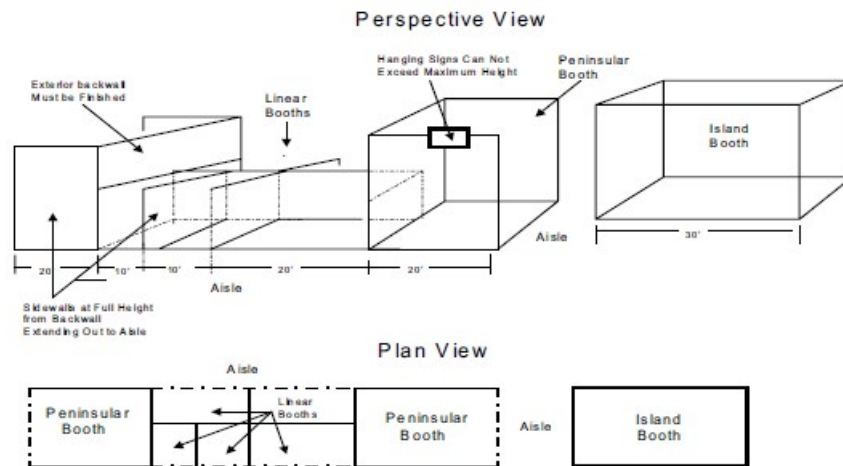 Perspective View
Hanging Signs Can Not
Exceed Maximum Height
Peninsular
Booth
Exterior backwall
Must be Finished
Linear
Booths
Island
Booth
Aisle
30'
20'
10'
10'
20'
20'
Aisle
Sidewalls at Full Height
from Backwall
Extending Out to Aisle
Plan View
Aisle
Peninsular
Booth
Linear
Booths
Peninsular
Booth
Aisle
Island
Booth